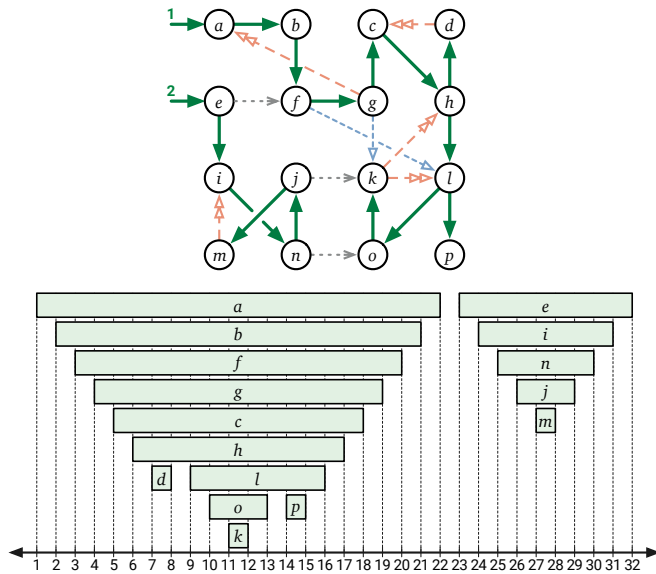 1 a b c d
2 e f g h
i j k l
m n o p
a e
b i
f n
g j
c m
h
d l
o p
k
1 2 3 4 5 6 7 8 9 10 11 12 13 14 15 16 17 18 19 20 21 22 23 24 25 26 27 28 29 30 31 32